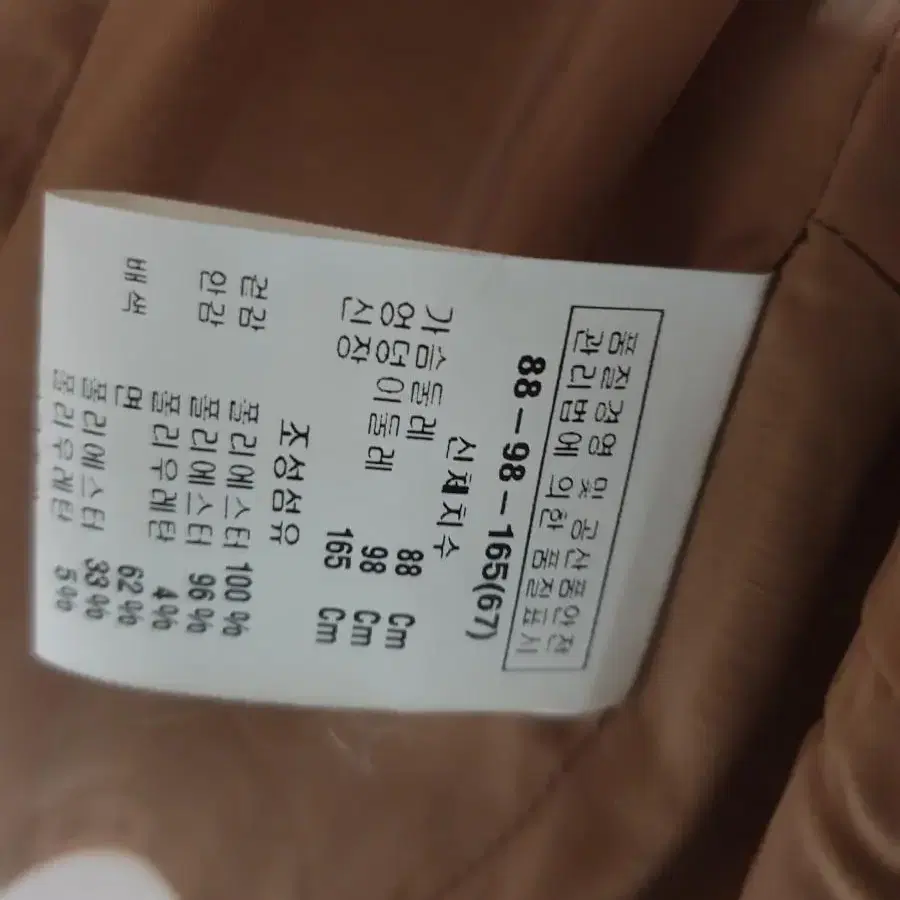 품질경영 및 공산품안전
관리법에 의한 품질표시
88-98-165(67)
신체치수
가슴둘레 88 Cm
엉덩이둘레 98 Cm
신장 165 Cm
조성섬유
겉감 폴리에스터 100 %
안감 폴리에스터 96 %
폴리우레탄 4 %
배색 면 62 %
폴리에스터 33 %
폴리우레탄 5 %